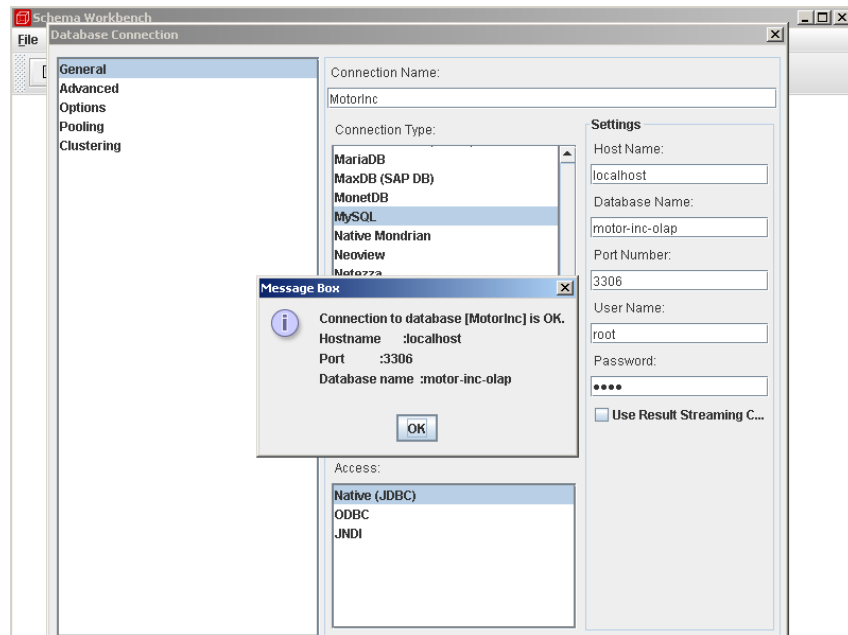 Schema Workbench
File
Database Connection
General
Advanced
Options
Pooling
Clustering
Connection Name:
MotorInc
Connection Type:
MariaDB
MaxDB (SAP DB)
MonetDB
MySQL
Native Mondrian
Neoview
Netezza
Settings
Host Name:
localhost
Database Name:
motor-inc-olap
Port Number:
3306
User Name:
root
Password:
••••
Use Result Streaming C...
Message Box
Connection to database [MotorInc] is OK.
Hostname :localhost
Port :3306
Database name :motor-inc-olap
OK
Access:
Native (JDBC)
ODBC
JNDI